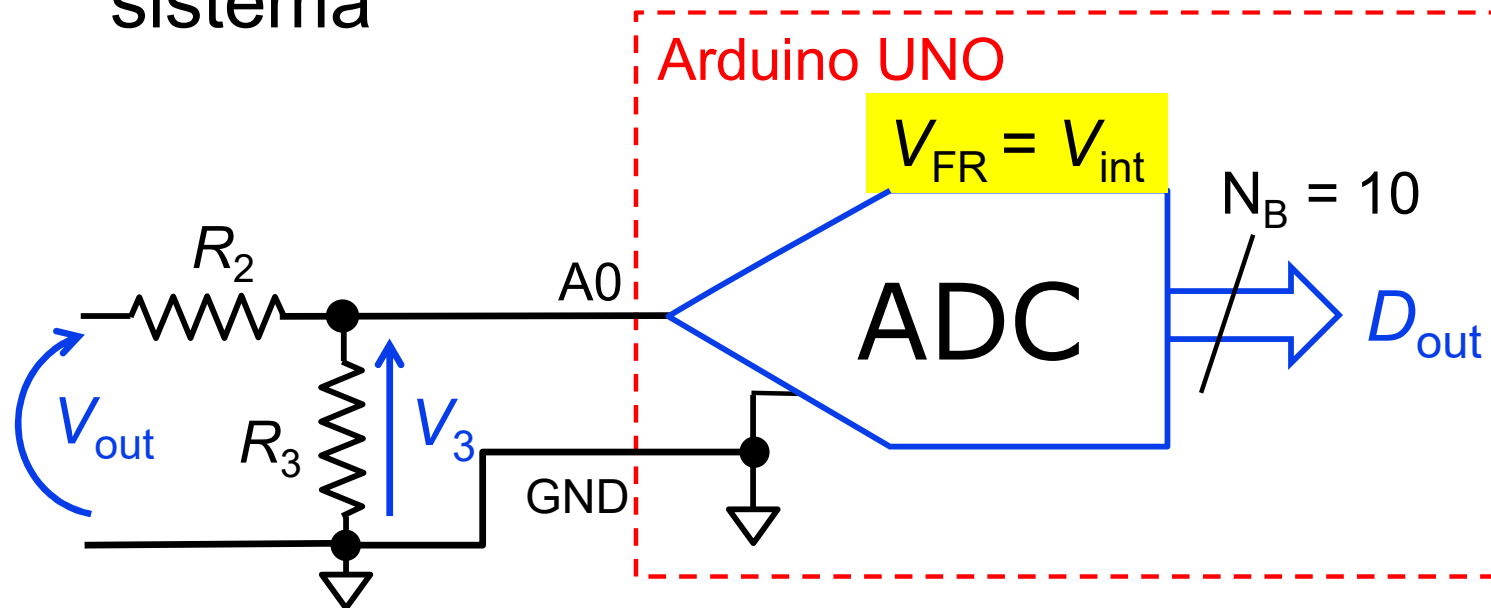 sistema
Arduino UNO
V_FR = V_int
N_B = 10
R_2
A0
ADC
D_out
V_out
R_3
V_3
GND